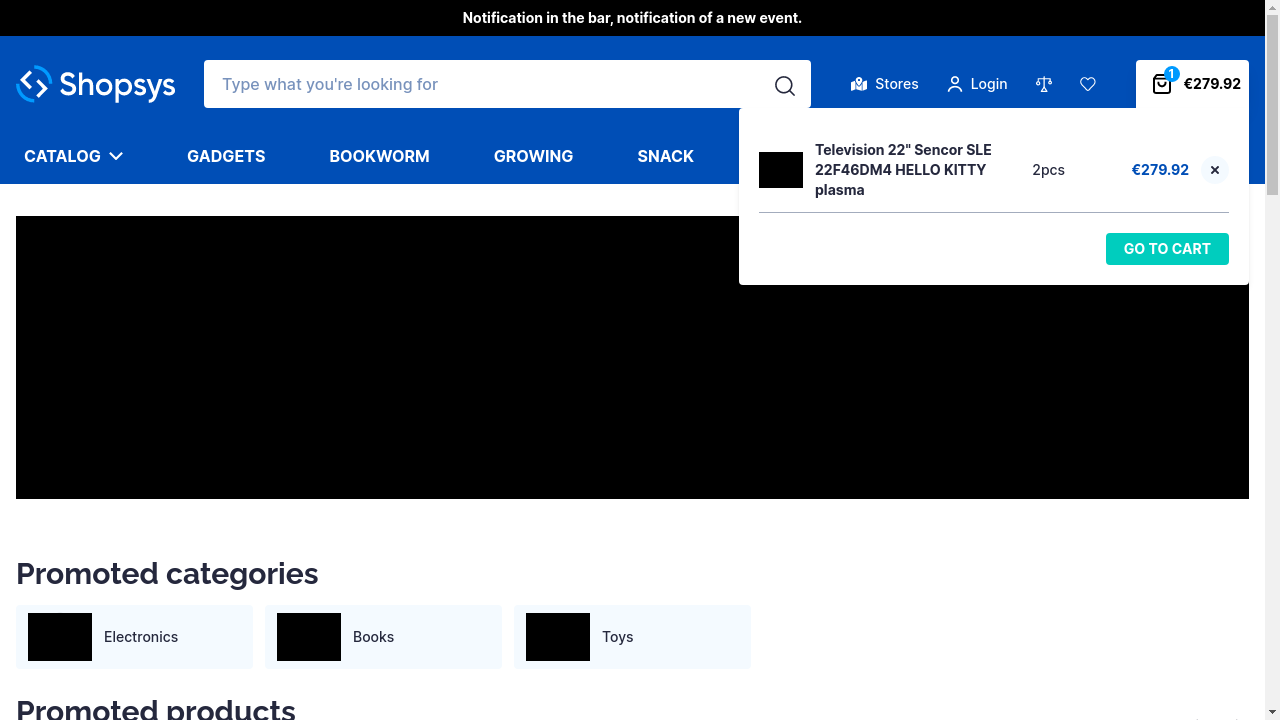 Notification in the bar, notification of a new event.
Shopsys
Type what you're looking for
Stores
Login
1
€279.92
CATALOG
GADGETS
BOOKWORM
GROWING
SNACK
Television 22" Sencor SLE
22F46DM4 HELLO KITTY
plasma
2pcs
€279.92
GO TO CART
Promoted categories
Electronics
Books
Toys
Promoted products